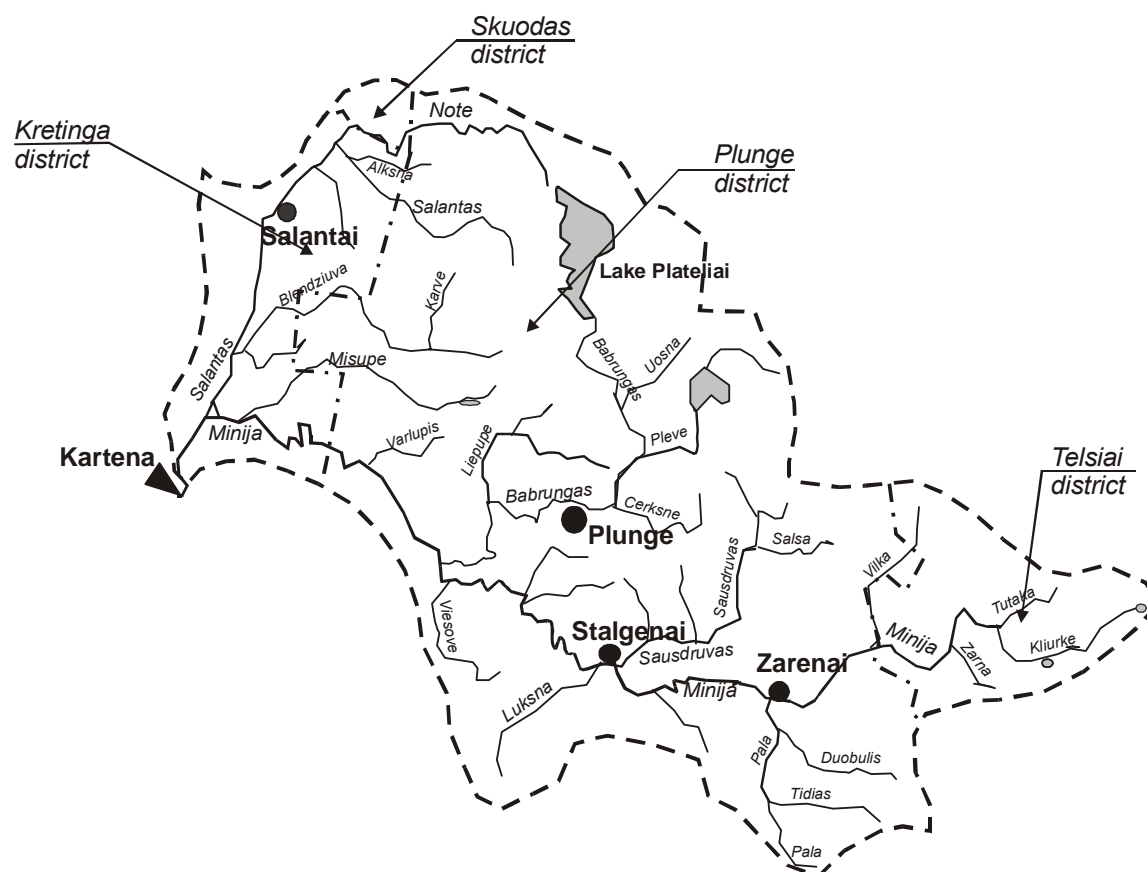 Skuodas
district
Note
Kretinga
district
Plunge
district
Alksna
Salantas
Salantai
Lake Plateliai
Blendziuva
Karve
Salantas
Misupe
Babrungas
Uosna
Minija
Varlupis
Liepupe
Pleve
Kartena
Telsiai
district
Babrungas
Cerksne
Plunge
Salsa
Sausdruvas
Vilka
Viesove
Stalgenai
Sausdruvas
Minija
Tutaka
Kliurke
Zarna
Zarenai
Luksna
Minija
Pala
Duobulis
Tidias
Pala